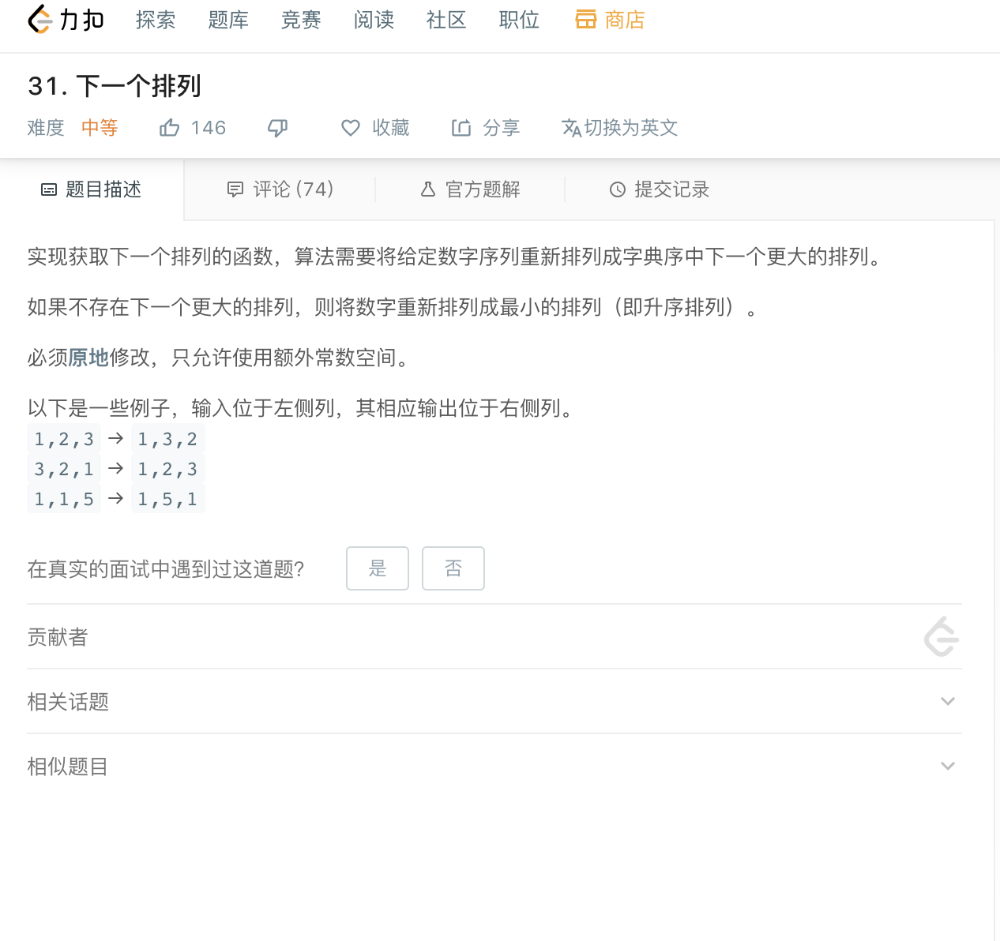 力扣 探索 题库 竞赛 阅读 社区 职位 商店
31. 下一个排列
难度 中等 146 收藏 分享 切换为英文
题目描述 评论 (74) 官方题解 提交记录
实现获取下一个排列的函数，算法需要将给定数字序列重新排列成字典序中下一个更大的排列。
如果不存在下一个更大的排列，则将数字重新排列成最小的排列（即升序排列）。
必须原地修改，只允许使用额外常数空间。
以下是一些例子，输入位于左侧列，其相应输出位于右侧列。
1,2,3 → 1,3,2
3,2,1 → 1,2,3
1,1,5 → 1,5,1
在真实的面试中遇到过这道题? 是 否
贡献者
相关话题
相似题目